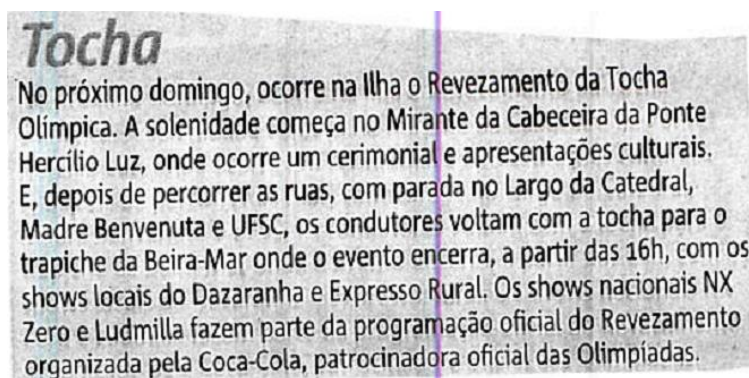 Tocha
No próximo domingo, ocorre na Ilha o Revezamento da Tocha
Olímpica. A solenidade começa no Mirante da Cabeceira da Ponte
Hercílio Luz, onde ocorre um cerimonial e apresentações culturais.
E, depois de percorrer as ruas, com parada no Largo da Catedral,
Madre Benvenuta e UFSC, os condutores voltam com a tocha para o
trapiche da Beira-Mar onde o evento encerra, a partir das 16h, com os
shows locais do Dazaranha e Expresso Rural. Os shows nacionais NX
Zero e Ludmilla fazem parte da programação oficial do Revezamento
organizada pela Coca-Cola, patrocinadora oficial das Olimpíadas.